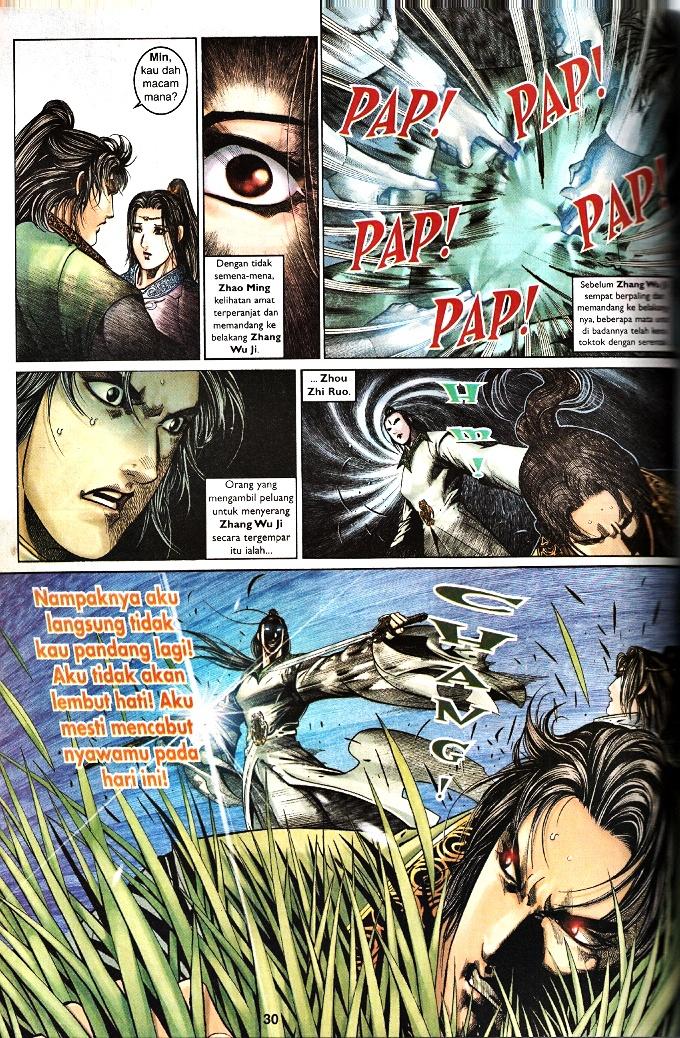 Min,
kau dah
macam
mana?
Dengan tidak
semena-mena,
Zhao Ming
kelihatan amat
terperanjat dan
memandang ke
belakang Zhang
Wu Ji.
PAP!
PAP!
PAP!
PAP!
PAP!
Sebelum Zhang Wu Ji
sempat berpaling dan
memandang ke belakang
nya, beberapa mata
di badannya telah
toktok dengan
Orang yang
mengambil peluang
untuk menyerang
Zhang Wu Ji
secara tergempar
itu ialah...
... Zhou
Zhi Ruo.
Hm!
Nampaknya aku
langsung tidak
kau pandang lagi!
Aku tidak akan
lembut hati! Aku
mesti mencabut
nyawamu pada
hari ini!
CHANG!
30